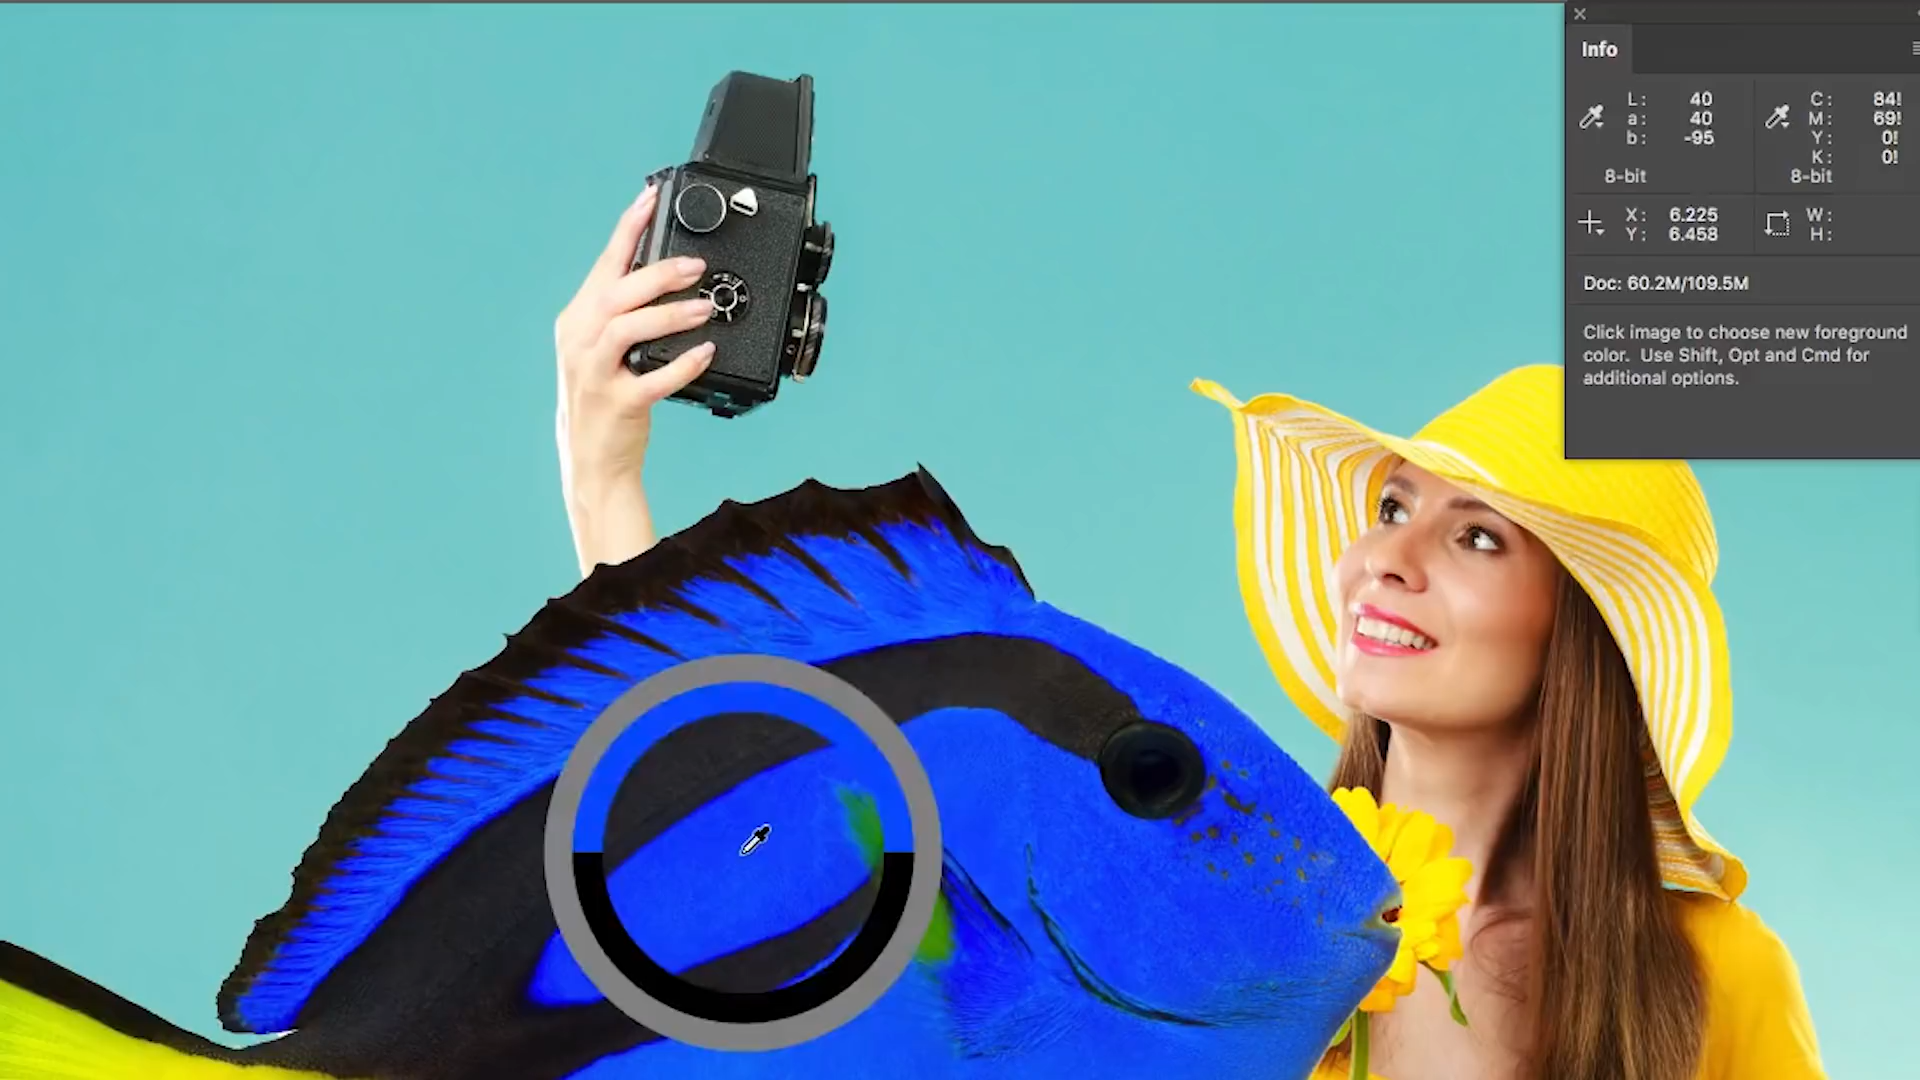 Info
L: 40
a: 40
b: -95
8-bit
C: 84!
M: 69!
Y: 0!
K: 0!
8-bit
X: 6.225
Y: 6.458
W:
H:
Doc: 60.2M/109.5M
Click image to choose new foreground
color. Use Shift, Opt and Cmd for
additional options.